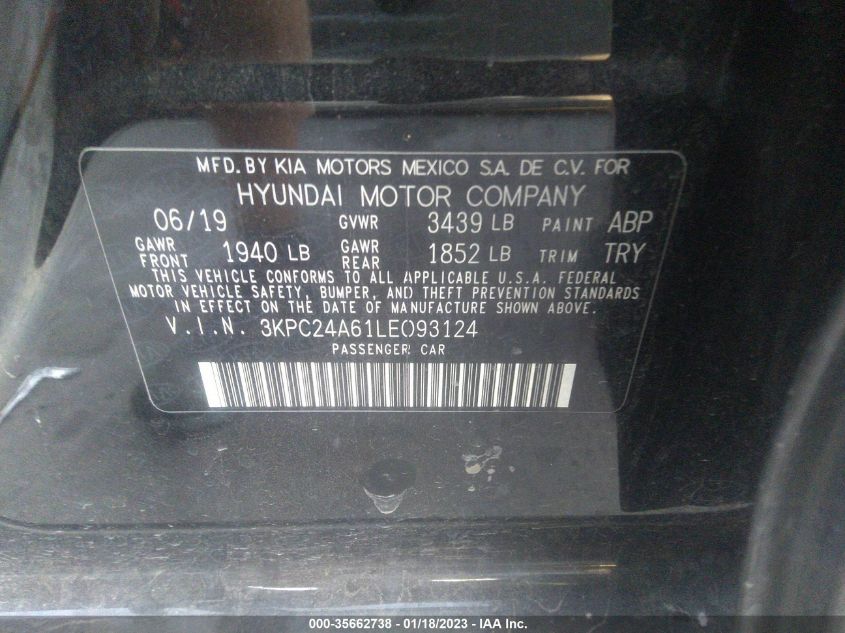 MFD. BY KIA MOTORS MEXICO S.A. DE C.V. FOR
HYUNDAI MOTOR COMPANY
06/19 GVWR 3439 LB PAINT ABP
GAWR FRONT 1940 LB GAWR REAR 1852 LB TRIM TRY
THIS VEHICLE CONFORMS TO ALL APPLICABLE U.S.A. FEDERAL
MOTOR VEHICLE SAFETY, BUMPER, AND THEFT PREVENTION STANDARDS
IN EFFECT ON THE DATE OF MANUFACTURE SHOWN ABOVE.
V.I.N. 3KPC24A61LE093124
PASSENGER CAR
000-35662738 - 01/18/2023 - IAA Inc.